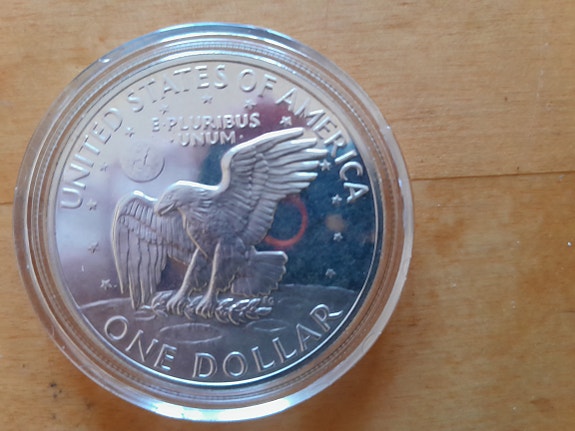 UNITED STATES OF AMERICA
E·PLURIBUS
·UNUM·
ONE DOLLAR